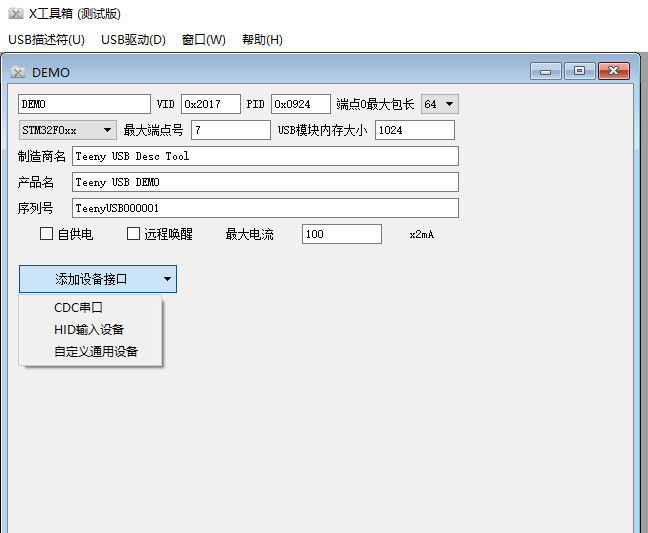 X工具箱 (测试版)
USB描述符(U) USB驱动(D) 窗口(W) 帮助(H)
DEMO
DEMO VID 0x2017 PID 0x0924 端点0最大包长 64
STM32F0xx 最大端点号 7 USB模块内存大小 1024
制造商名 Teeny USB Desc Tool
产品名 Teeny USB DEMO
序列号 TeenyUSB000001
自供电 远程唤醒 最大电流 100 x2mA
添加设备接口
CDC串口
HID输入设备
自定义通用设备